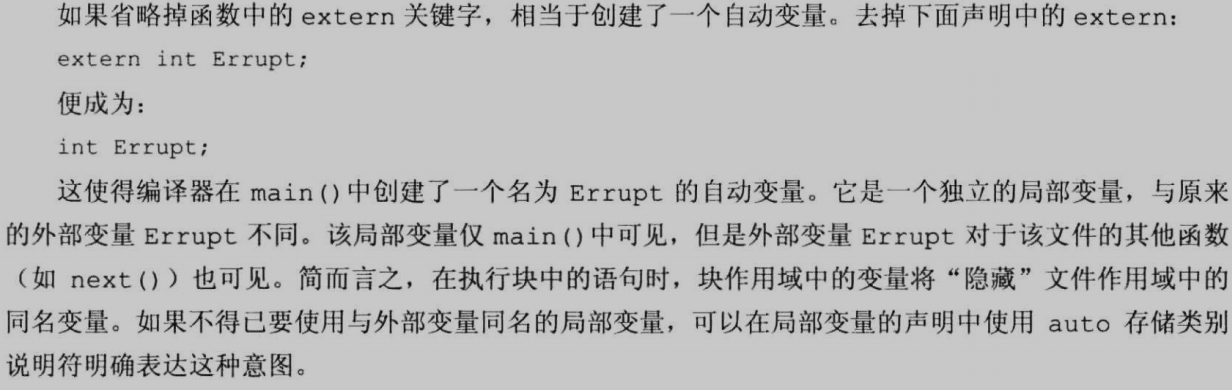 如果省略掉函数中的 extern 关键字，相当于创建了一个自动变量。去掉下面声明中的 extern：
extern int Errupt;
便成为：
int Errupt;
这使得编译器在 main()中创建了一个名为 Errupt 的自动变量。它是一个独立的局部变量，与原来
的外部变量 Errupt 不同。该局部变量仅 main()中可见，但是外部变量 Errupt 对于该文件的其他函数
（如 next()）也可见。简而言之，在执行块中的语句时，块作用域中的变量将“隐藏”文件作用域中的
同名变量。如果不得已要使用与外部变量同名的局部变量，可以在局部变量的声明中使用 auto 存储类别
说明符明确表达这种意图。